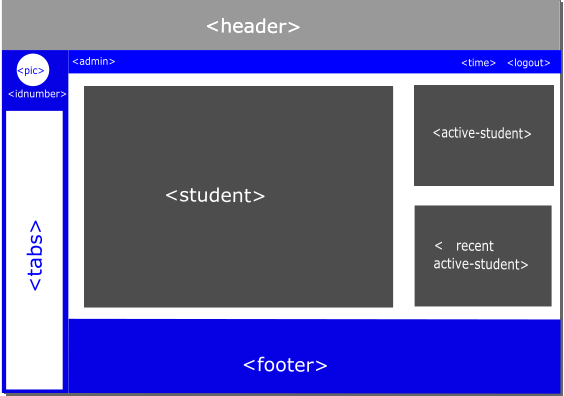 <header>
<admin>
<time>
<logout>
<pic>
<idnumber>
<tabs>
<student>
<active-student>
< recent
active-student>
<footer>